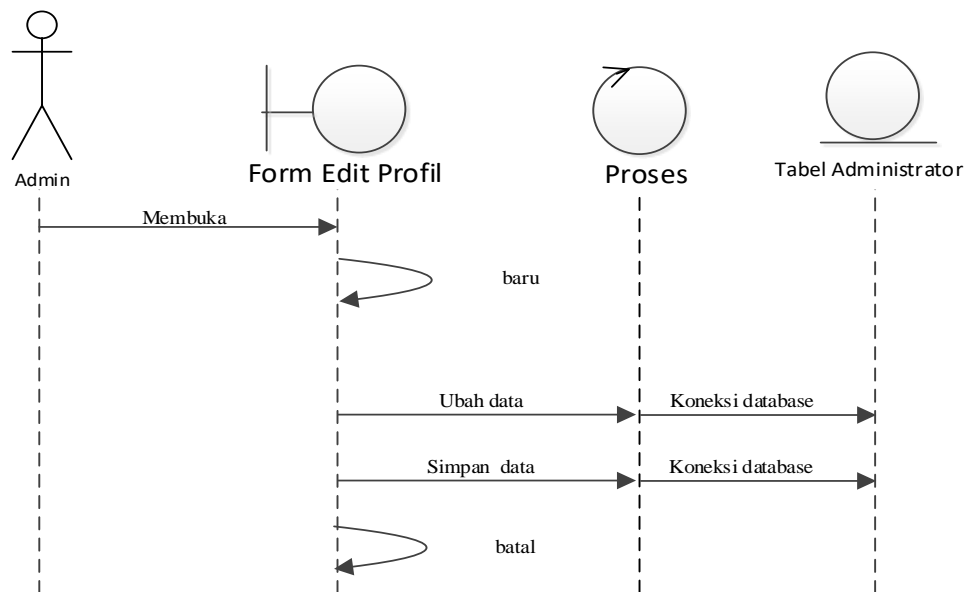 Admin
Form Edit Profil
Proses
Tabel Administrator
Membuka
baru
Ubah data
Koneksi database
Simpan data
Koneksi database
batal